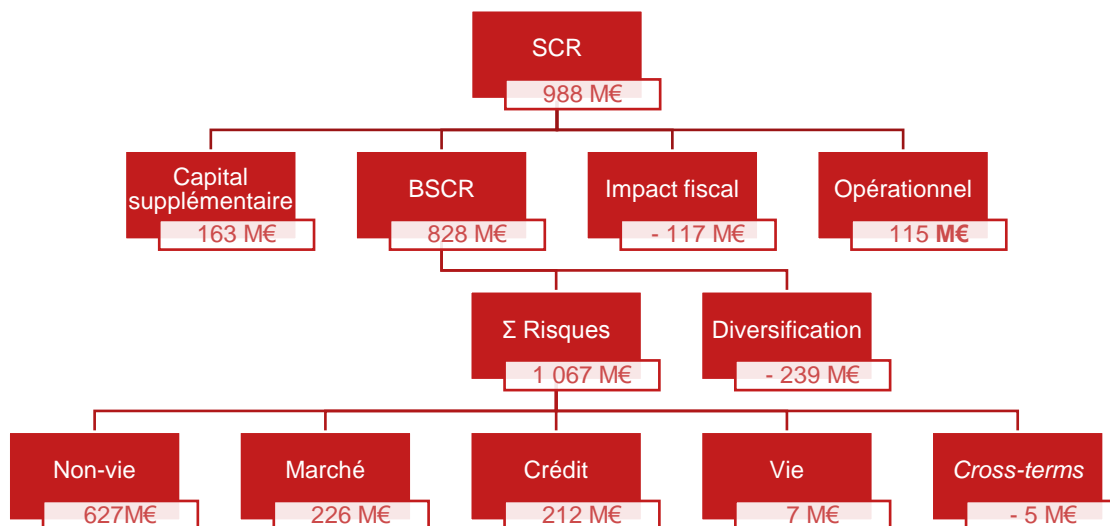 SCR
988 M€
Capital
supplémentaire
163 M€
BSCR
828 M€
Impact fiscal
- 117 M€
Opérationnel
115 M€
Σ Risques
1 067 M€
Diversification
- 239 M€
Non-vie
627M€
Marché
226 M€
Crédit
212 M€
Vie
7 M€
Cross-terms
- 5 M€